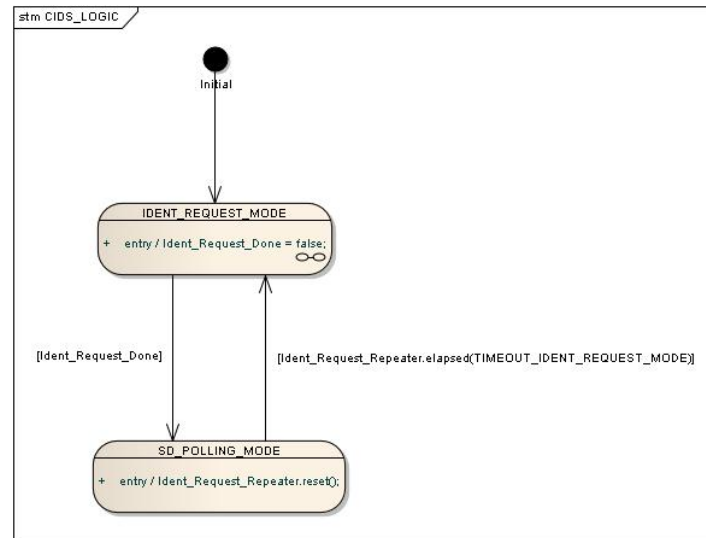 stm CIDS_LOGIC
Initial
IDENT_REQUEST_MODE
+ entry / Ident_Request_Done = false;
[Ident_Request_Done]
[Ident_Request_Repeater.elapsed(TIMEOUT_IDENT_REQUEST_MODE)]
SD_POLLING_MODE
+ entry / Ident_Request_Repeater.reset();